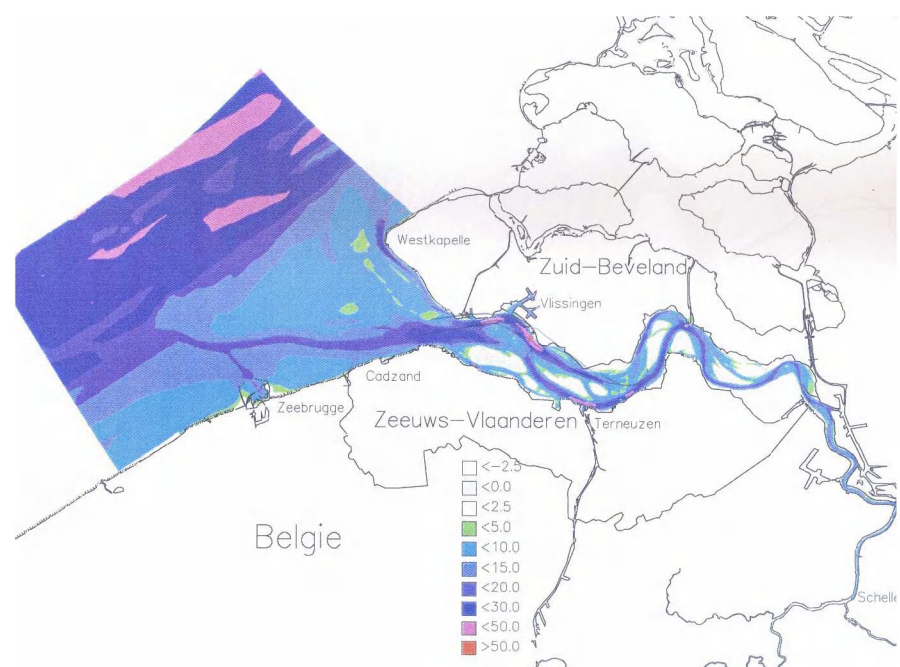 Westkapelle
Zuid-Beveland
Vlissingen
Cadzand
Zeebrugge
Zeeuws-Vlaanderen
Terneuzen
<-2.5
<0.0
<2.5
<5.0
<10.0
<15.0
<20.0
<30.0
<50.0
>50.0
Belgie
Schelle